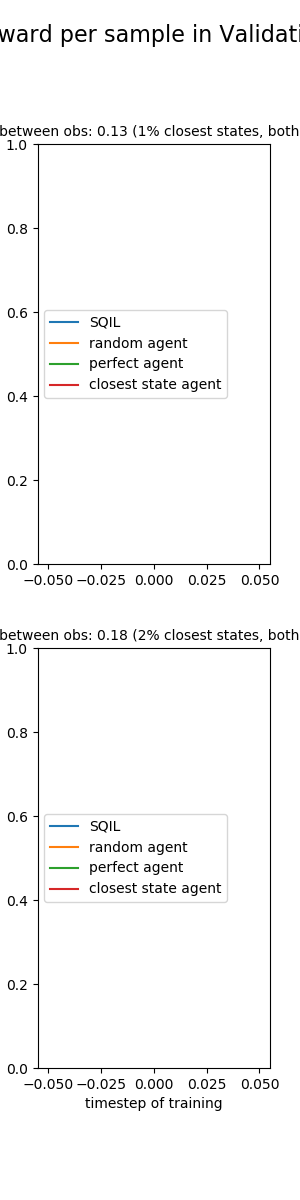 ward per sample in Validati
between obs: 0.13 (1% closest states, both
1.0
0.8
0.6
0.4
0.2
0.0
SQIL
random agent
perfect agent
closest state agent
−0.050 −0.025 0.000 0.025 0.050
between obs: 0.18 (2% closest states, both
1.0
0.8
0.6
0.4
0.2
0.0
SQIL
random agent
perfect agent
closest state agent
−0.050 −0.025 0.000 0.025 0.050
timestep of training